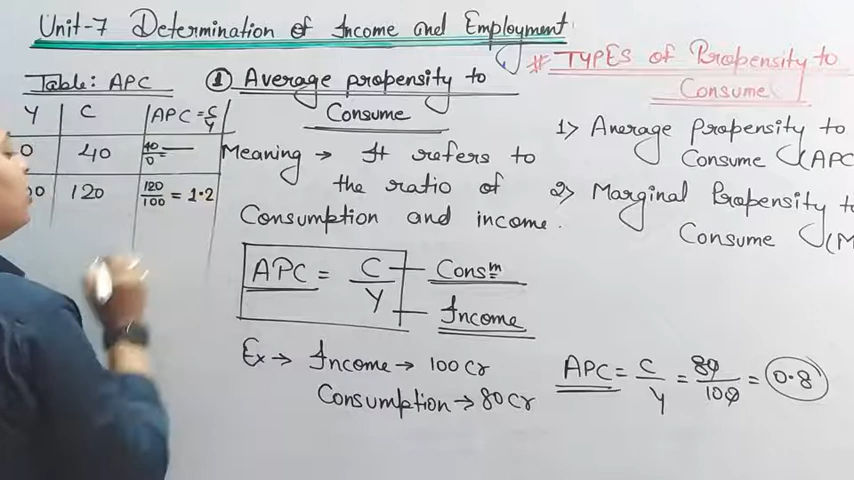 Unit-7 Determination of Income and Employment
# TYPES of Propensity to
Consume
Table: APC
Y C APC = C/Y
0 40 40/0 = —
120 120/100 = 1.2
① Average propensity to
Consume
Meaning → It refers to
the ratio of
Consumption and income.
APC = C/Y
Consm
Income
Ex → Income → 100 Cr
Consumption → 80 Cr
1> Average Propensity to
Consume (APC
2> Marginal Propensity to
Consume (M
APC = C/Y = 80/100 = 0.8